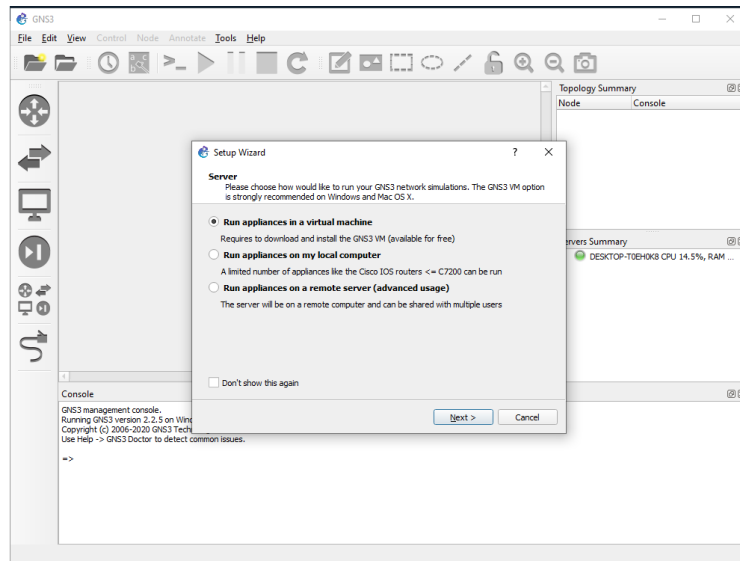 GNS3
File Edit View Control Node Annotate Tools Help
Topology Summary
Node Console
Setup Wizard
?
Server
Please choose how would like to run your GNS3 network simulations. The GNS3 VM option
is strongly recommended on Windows and Mac OS X.
Run appliances in a virtual machine
Requires to download and install the GNS3 VM (available for free)
Run appliances on my local computer
A limited number of appliances like the Cisco IOS routers <= C7200 can be run
Run appliances on a remote server (advanced usage)
The server will be on a remote computer and can be shared with multiple users
Don't show this again
Next > Cancel
ervers Summary
DESKTOP-T0EH0K8 CPU 14.5%, RAM ...
Console
GNS3 management console.
Running GNS3 version 2.2.5 on Winc
Copyright (c) 2006-2020 GNS3 Tech
Use Help -> GNS3 Doctor to detect common issues.
=>